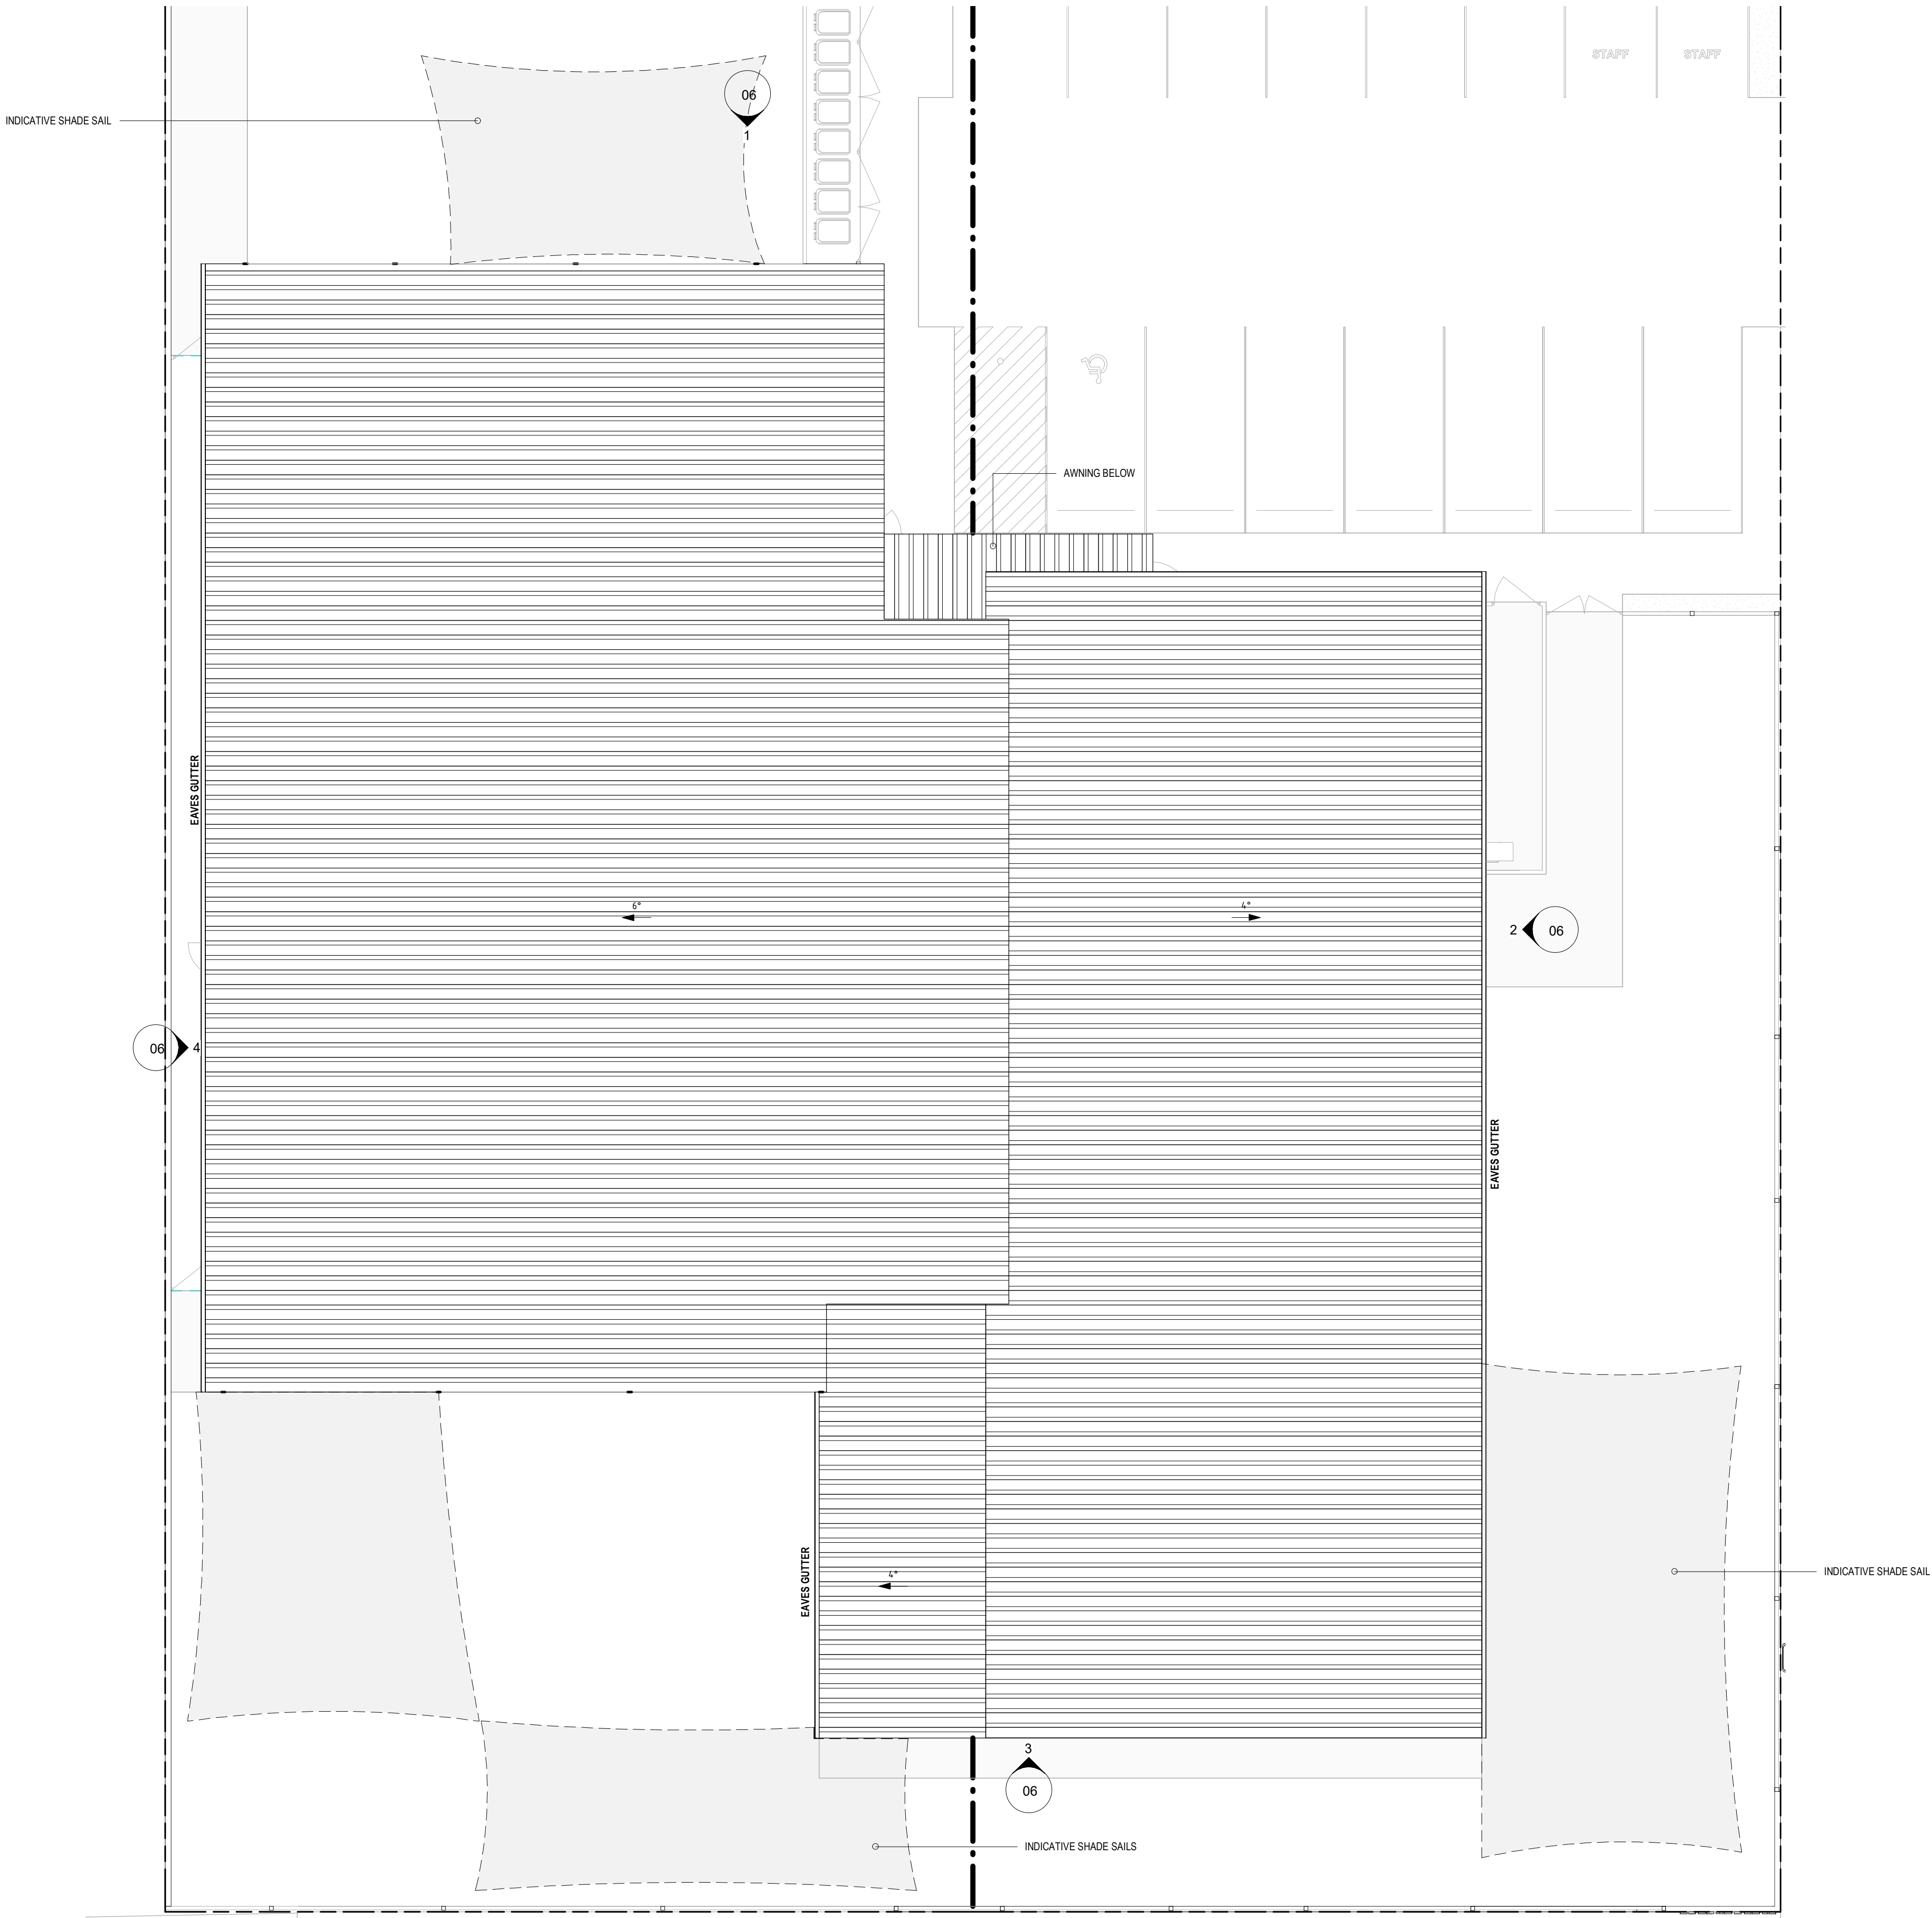 STAFF
STAFF
06
1
INDICATIVE SHADE SAIL
AWNING BELOW
EAVES GUTTER
6°
4°
2
06
06
4
EAVES GUTTER
EAVES GUTTER
4°
INDICATIVE SHADE SAIL
3
06
INDICATIVE SHADE SAILS